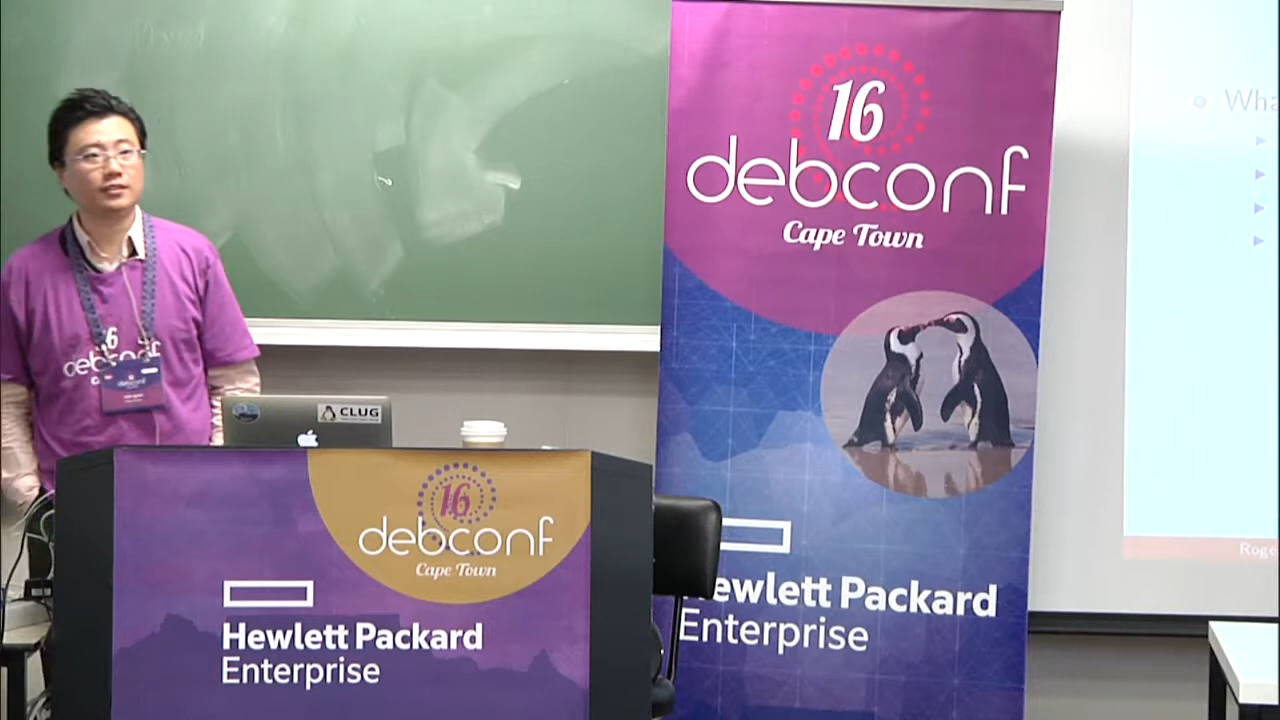 16
debconf
Cape Town
Hewlett Packard
Enterprise
16
debconf
CLUG
16
debconf
Cape Town
Hewlett Packard
Enterprise
debconf
Wha
Roge